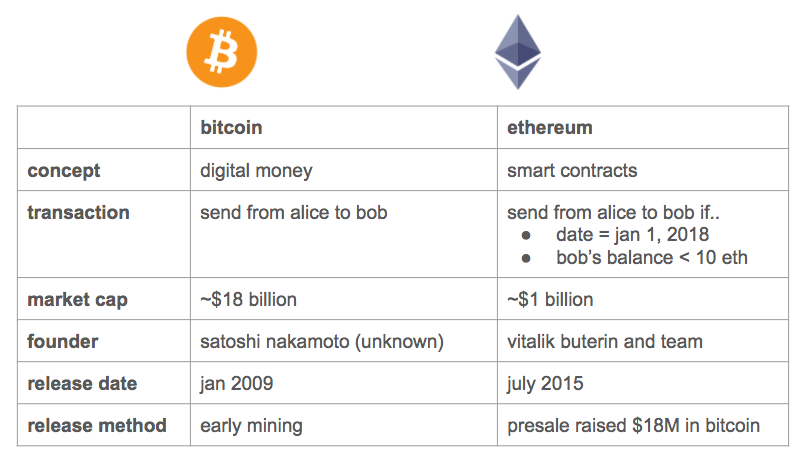 bitcoin ethereum
concept digital money smart contracts
transaction send from alice to bob send from alice to bob if..
● date = jan 1, 2018
● bob's balance < 10 eth
market cap ~$18 billion ~$1 billion
founder satoshi nakamoto (unknown) vitalik buterin and team
release date jan 2009 july 2015
release method early mining presale raised $18M in bitcoin